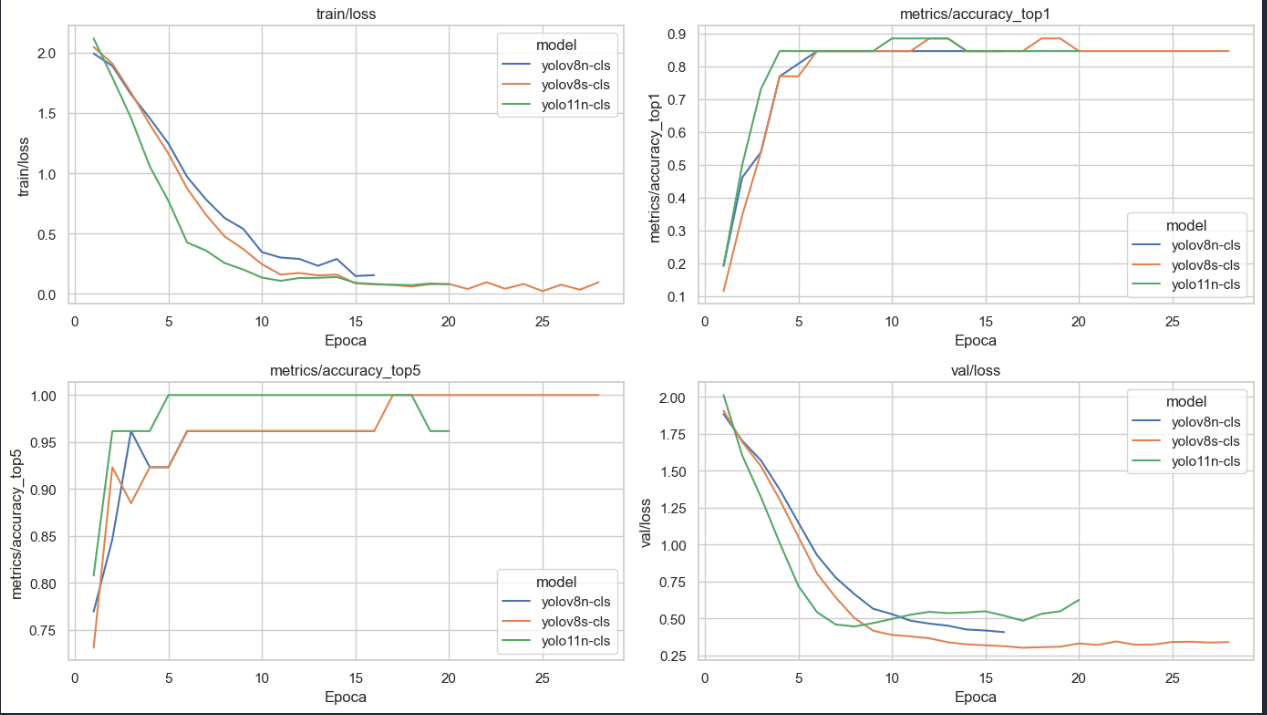 train/loss
train/loss
2.0
1.5
1.0
0.5
0.0
0 5 10 15 20 25
Epoca
model
yolov8n-cls
yolov8s-cls
yolo11n-cls
metrics/accuracy_top1
metrics/accuracy_top1
0.9
0.8
0.7
0.6
0.5
0.4
0.3
0.2
0.1
0 5 10 15 20 25
Epoca
model
yolov8n-cls
yolov8s-cls
yolo11n-cls
metrics/accuracy_top5
metrics/accuracy_top5
1.00
0.95
0.90
0.85
0.80
0.75
0 5 10 15 20 25
Epoca
model
yolov8n-cls
yolov8s-cls
yolo11n-cls
val/loss
val/loss
2.00
1.75
1.50
1.25
1.00
0.75
0.50
0.25
0 5 10 15 20 25
Epoca
model
yolov8n-cls
yolov8s-cls
yolo11n-cls